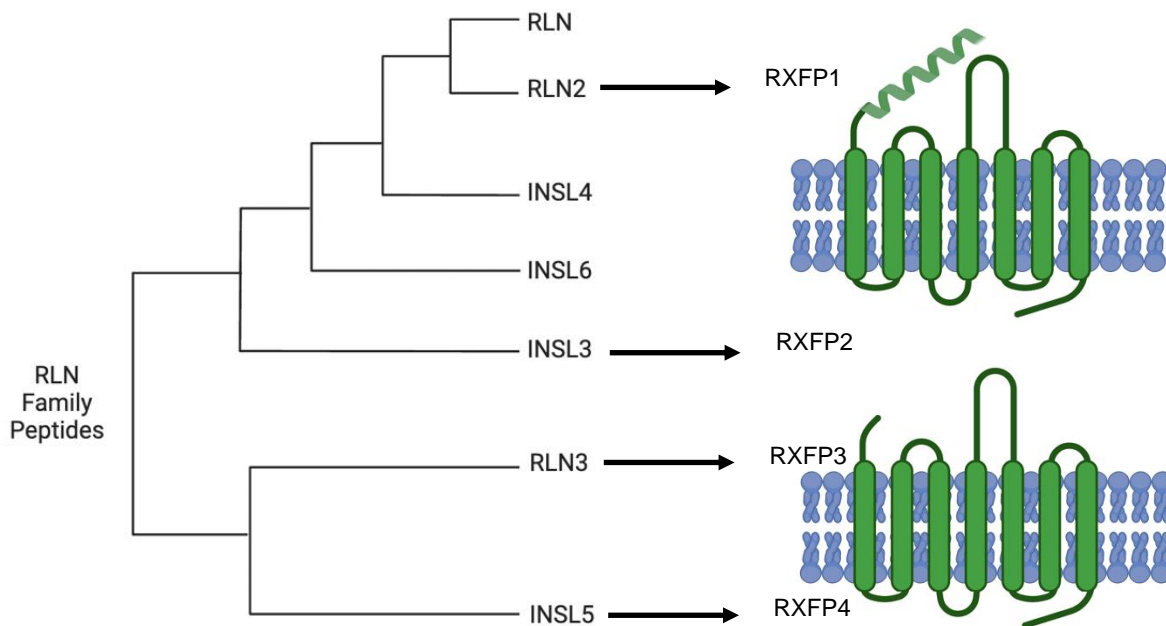 RLN
RLN2
RXFP1
INSL4
INSL6
INSL3
RXFP2
RLN
Family
Peptides
RLN3
RXFP3
INSL5
RXFP4